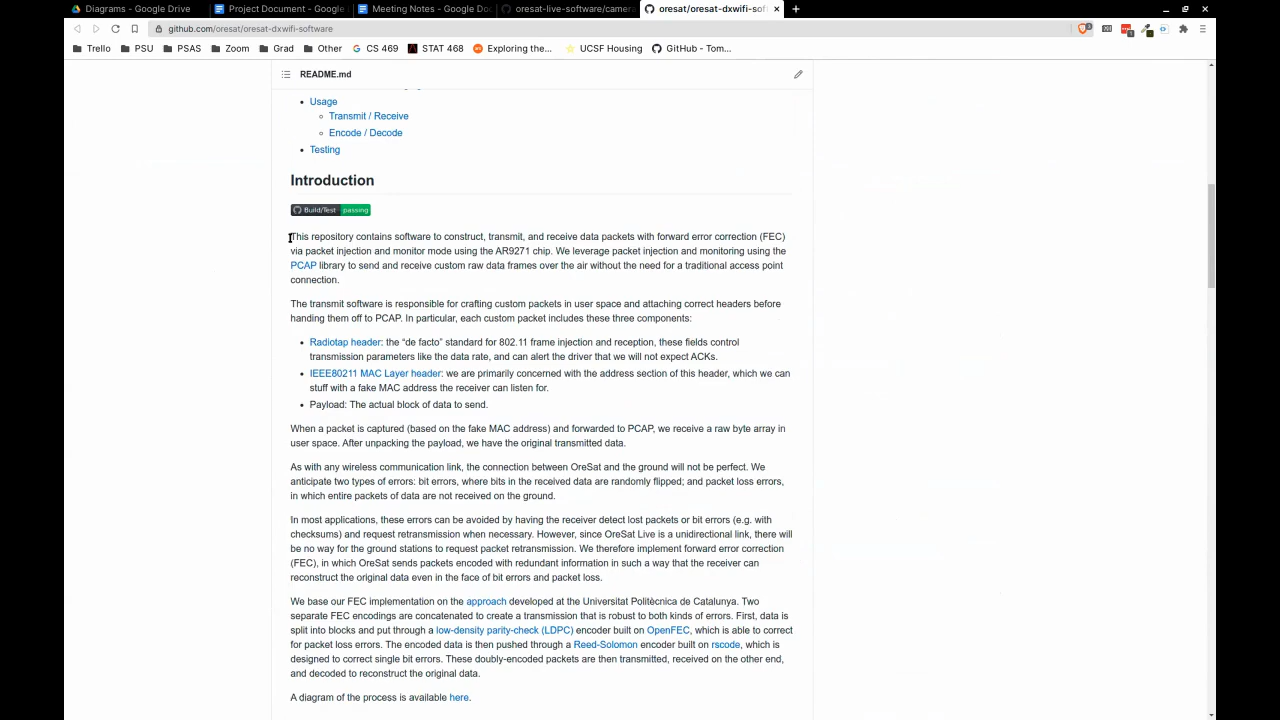 Diagrams - Google Drive
Project Document - Google
Meeting Notes - Google Doc
oresat-live-software/camera
oresat/oresat-dxwifi-soft
github.com/oresat/oresat-dxwifi-software
Trello PSU PSAS Zoom Grad Other CS 469 STAT 468 Exploring the... UCSF Housing GitHub - Tom...
README.md
Usage
Transmit / Receive
Encode / Decode
Testing
Introduction
Build/Test passing
This repository contains software to construct, transmit, and receive data packets with forward error correction (FEC)
via packet injection and monitor mode using the AR9271 chip. We leverage packet injection and monitoring using the
PCAP library to send and receive custom raw data frames over the air without the need for a traditional access point
connection.
The transmit software is responsible for crafting custom packets in user space and attaching correct headers before
handing them off to PCAP. In particular, each custom packet includes these three components:
Radiotap header: the “de facto” standard for 802.11 frame injection and reception, these fields control
transmission parameters like the data rate, and can alert the driver that we will not expect ACKs.
IEEE80211 MAC Layer header: we are primarily concerned with the address section of this header, which we can
stuff with a fake MAC address the receiver can listen for.
Payload: The actual block of data to send.
When a packet is captured (based on the fake MAC address) and forwarded to PCAP, we receive a raw byte array in
user space. After unpacking the payload, we have the original transmitted data.
As with any wireless communication link, the connection between OreSat and the ground will not be perfect. We
anticipate two types of errors: bit errors, where bits in the received data are randomly flipped; and packet loss errors,
in which entire packets of data are not received on the ground.
In most applications, these errors can be avoided by having the receiver detect lost packets or bit errors (e.g. with
checksums) and request retransmission when necessary. However, since OreSat Live is a unidirectional link, there will
be no way for the ground stations to request packet retransmission. We therefore implement forward error correction
(FEC), in which OreSat sends packets encoded with redundant information in such a way that the receiver can
reconstruct the original data even in the face of bit errors and packet loss.
We base our FEC implementation on the approach developed at the Universitat Politècnica de Catalunya. Two
separate FEC encodings are concatenated to create a transmission that is robust to both kinds of errors. First, data is
split into blocks and put through a low-density parity-check (LDPC) encoder built on OpenFEC, which is able to correct
for packet loss errors. The encoded data is then pushed through a Reed-Solomon encoder built on rscode, which is
designed to correct single bit errors. These doubly-encoded packets are then transmitted, received on the other end,
and decoded to reconstruct the original data.
A diagram of the process is available here.